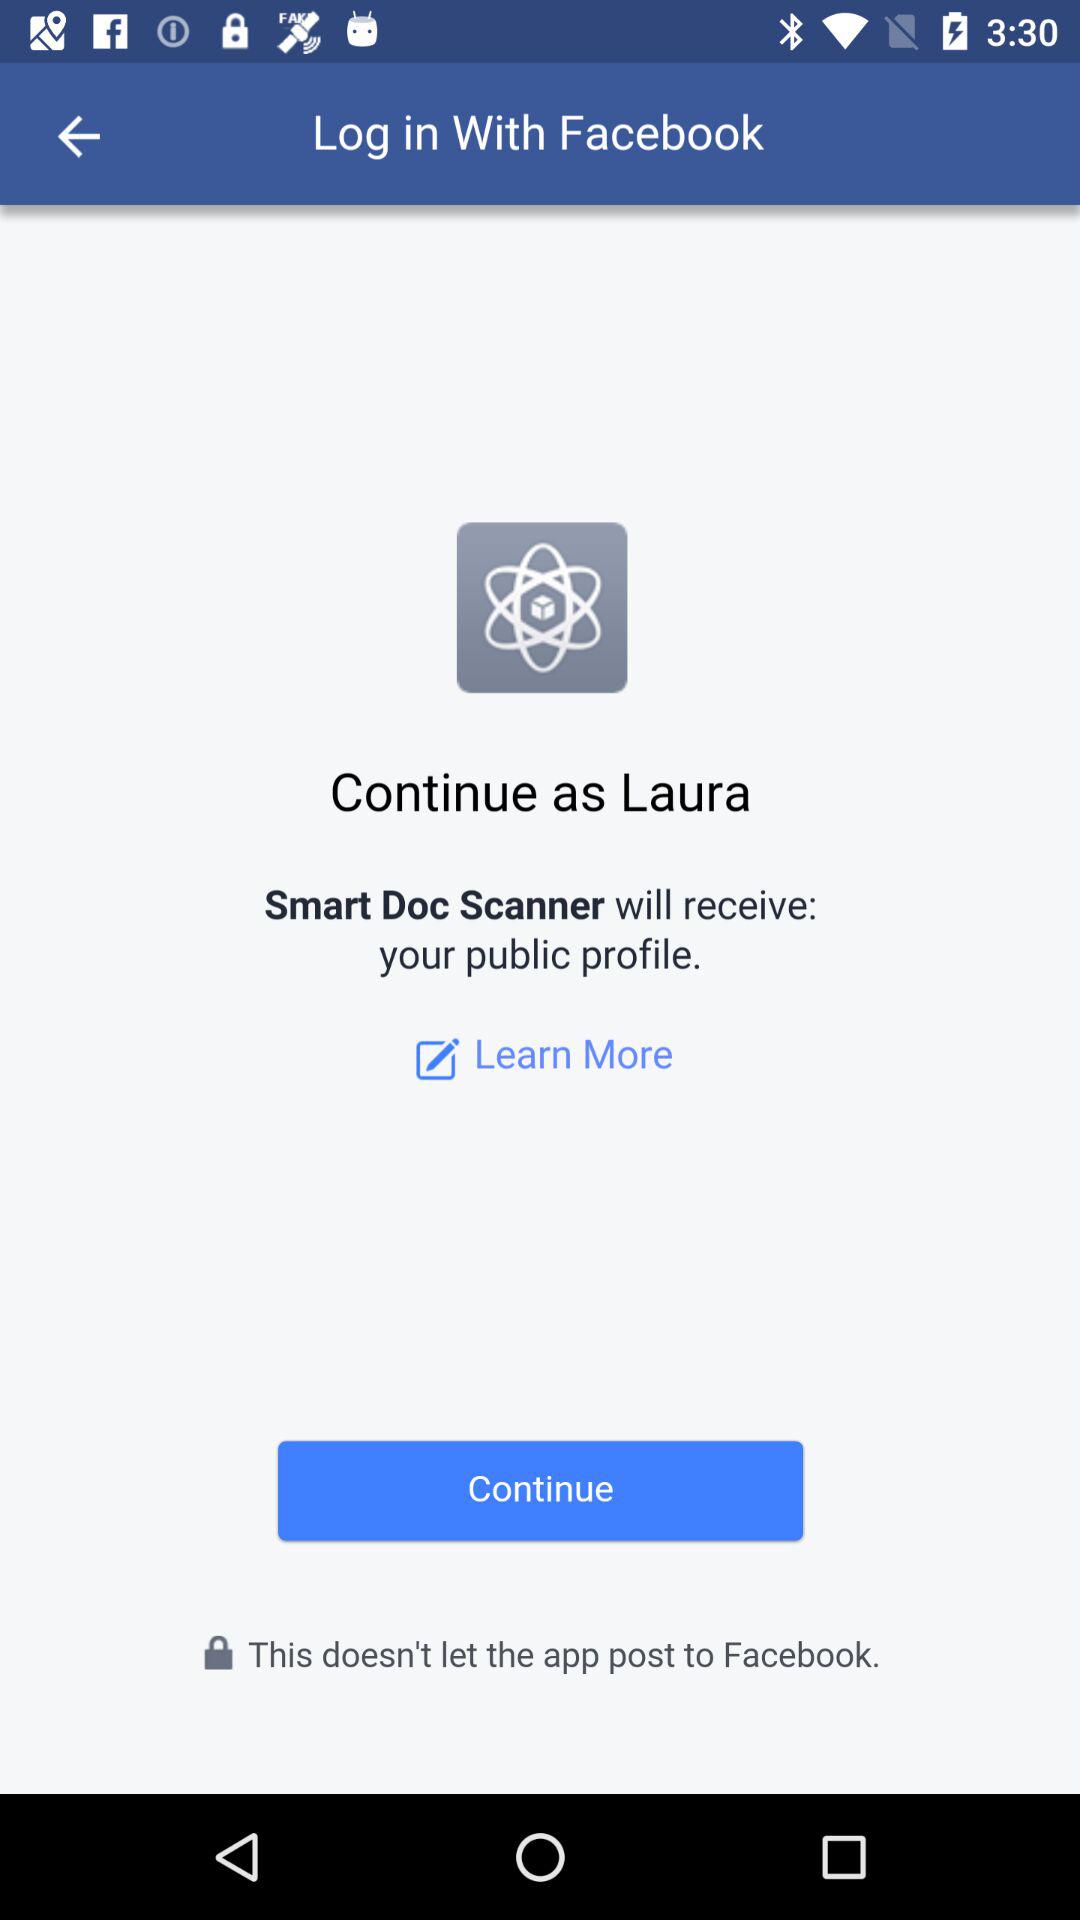 FAKE
3:30
Log in With Facebook
Continue as Laura
Smart Doc Scanner will receive:
your public profile.
Learn More
Continue
This doesn't let the app post to Facebook.